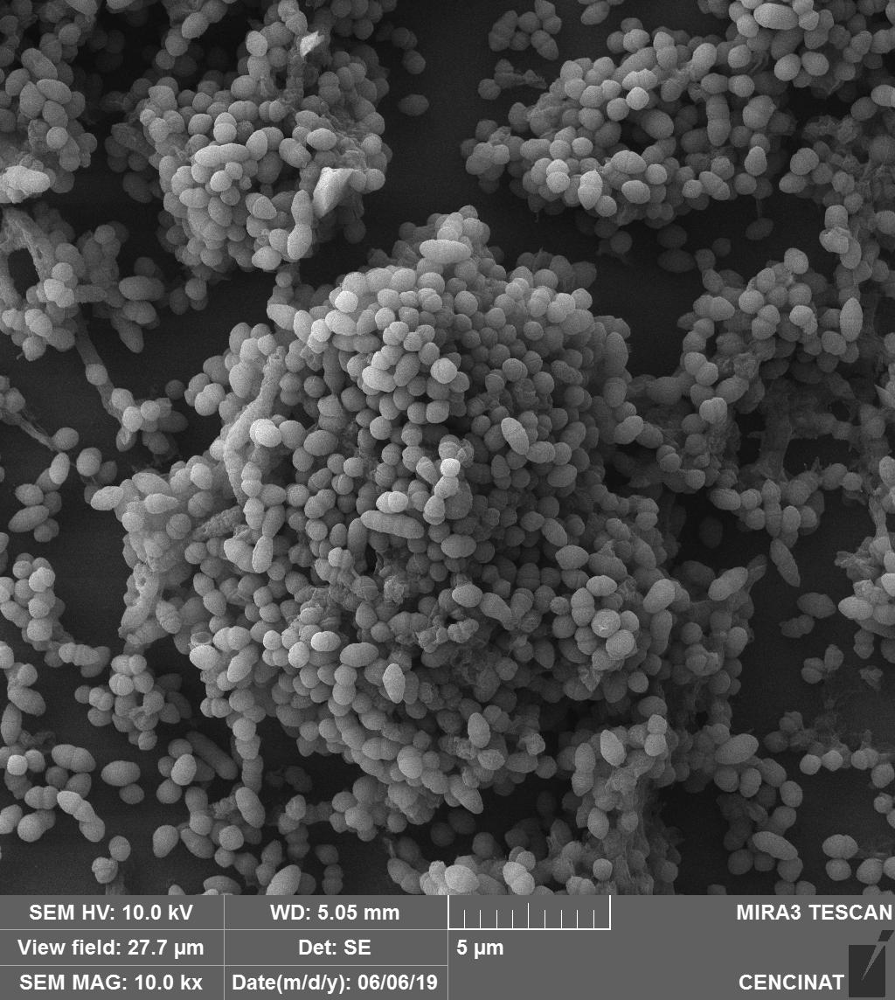 SEM HV: 10.0 kV WD: 5.05 mm MIRA3 TESCAN
View field: 27.7 µm Det: SE 5 µm
SEM MAG: 10.0 kx Date(m/d/y): 06/06/19 CENCINAT